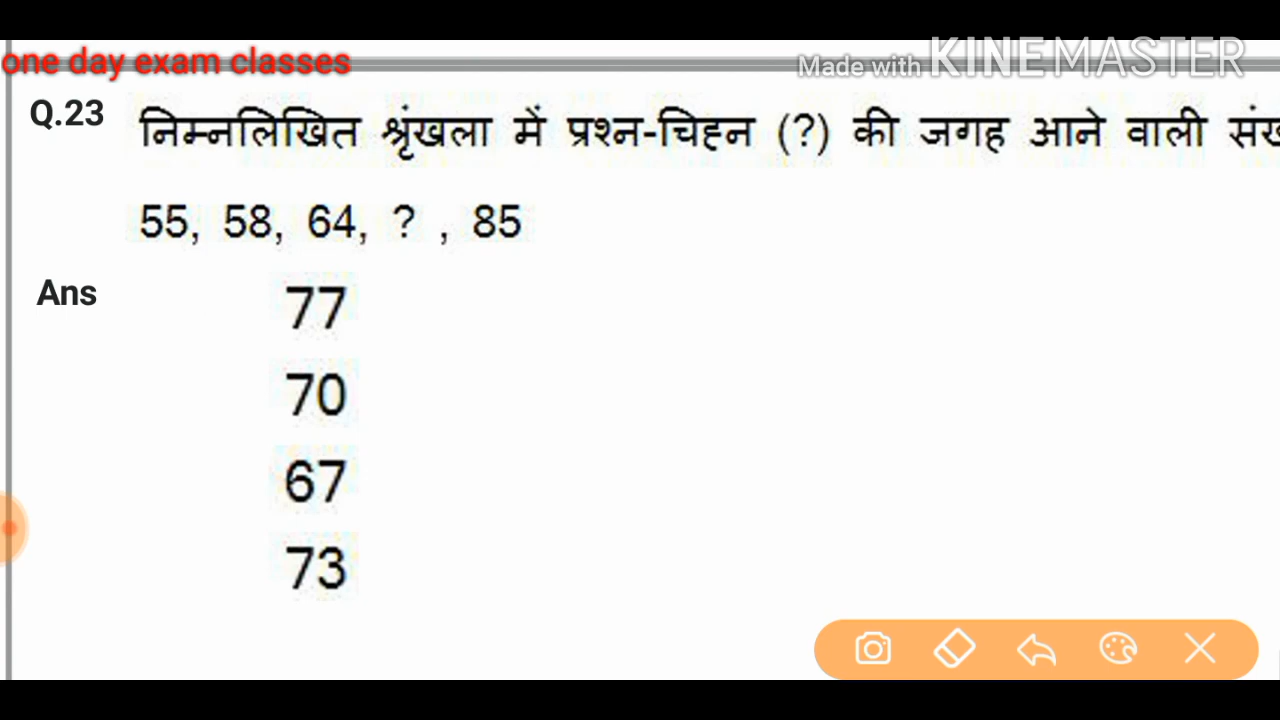 one day exam classes
Made with KINEMASTER
Q.23 निम्नलिखित श्रृंखला में प्रश्न-चिह्न (?) की जगह आने वाली
55, 58, 64, ? , 85
Ans 77
70
67
73